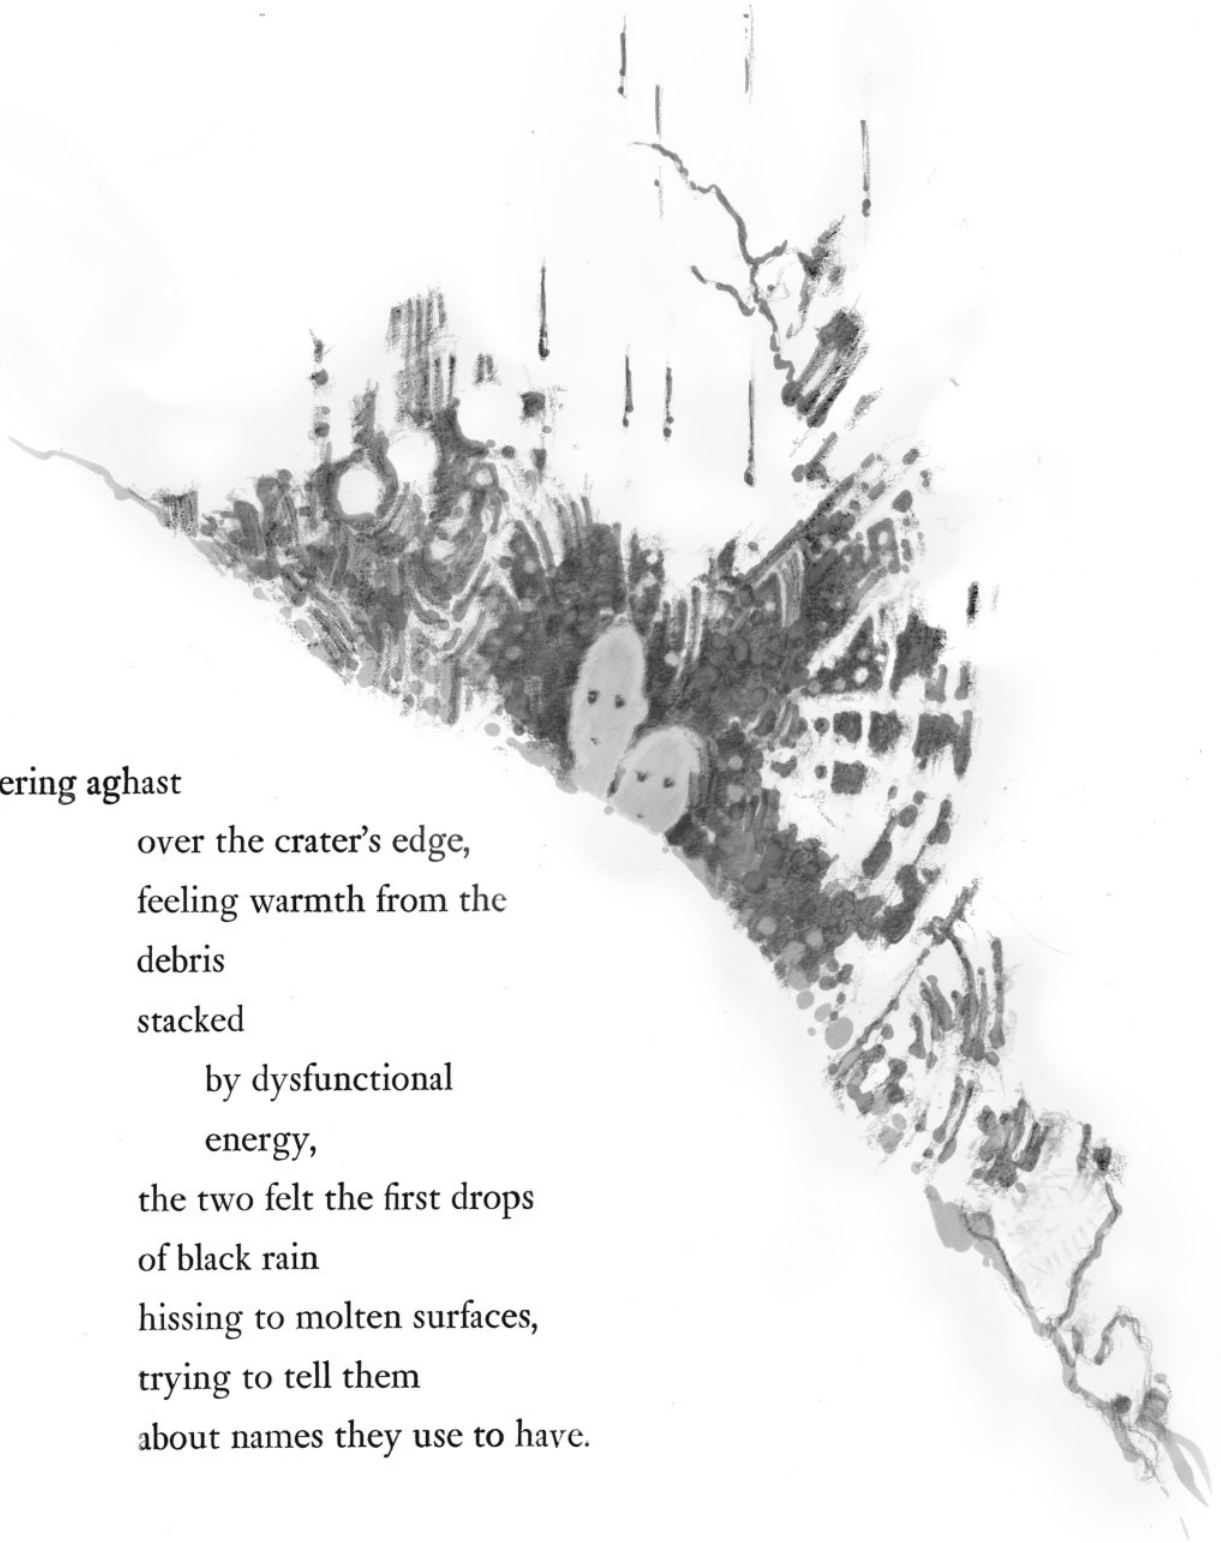 ering aghast
over the crater's edge,
feeling warmth from the
debris
stacked
by dysfunctional
energy,
the two felt the first drops
of black rain
hissing to molten surfaces,
trying to tell them
about names they use to have.